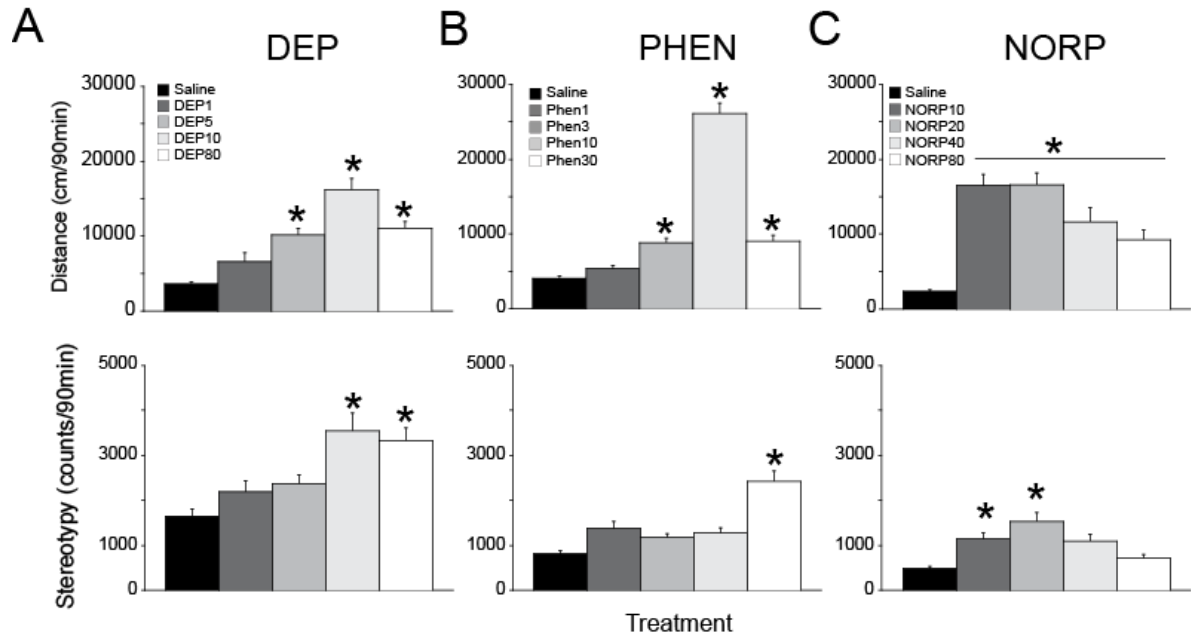 A
DEP
B
PHEN
C
NORP
Distance (cm/90min)
30000
20000
10000
0
Saline
DEP1
DEP5
DEP10
DEP80
*
*
*
30000
20000
10000
0
Saline
Phen1
Phen3
Phen10
Phen30
*
*
*
30000
20000
10000
0
Saline
NORP10
NORP20
NORP40
NORP80
*
Stereotypy (counts/90min)
5000
3000
1000
0
*
*
5000
3000
1000
0
*
5000
3000
1000
0
*
*
Treatment